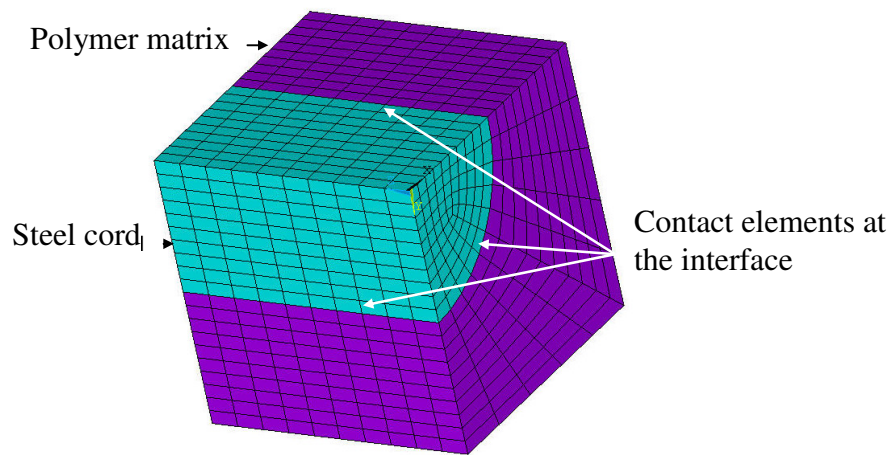 Polymer matrix
Steel cord
Contact elements at
the interface